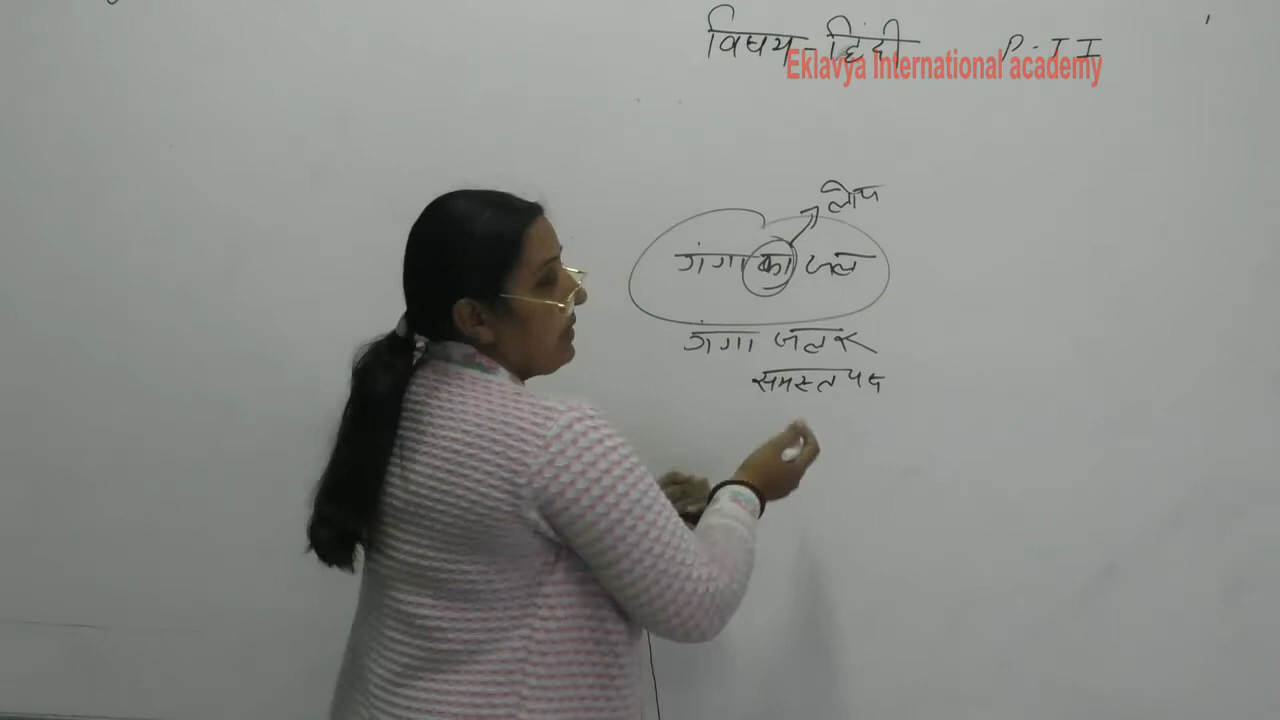 विषय - हिंदी P-II
Eklavya International academy
लोप
गंगा का जल
गंगा जल
समस्त पद